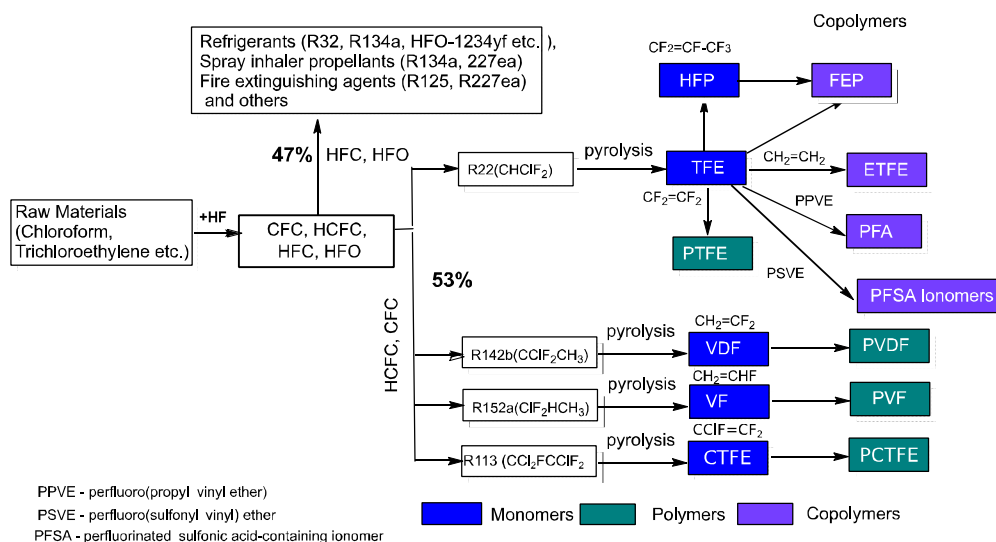 Copolymers
Refrigerants (R32, R134a, HFO-1234yf etc.),
Spray inhaler propellants (R134a, 227ea)
Fire extinguishing agents (R125, R227ea)
and others
CF₂=CF-CF₃
HFP
FEP
47%
HFC, HFO
R22(CHClF₂)
pyrolysis
TFE
CH₂=CH₂
ETFE
CF₂=CF₂
PPVE
PFA
Raw Materials
(Chloroform,
Trichloroethylene etc.)
+HF
CFC, HCFC,
HFC, HFO
PTFE
PSVE
PFSA Ionomers
53%
HCFC, CFC
R142b(CClF₂CH₃)
pyrolysis
CH₂=CF₂
VDF
PVDF
R152a(ClF₂HCH₃)
pyrolysis
CH₂=CHF
VF
PVF
R113 (CCl₂FCClF₂
pyrolysis
CClF=CF₂
CTFE
PCTFE
PPVE - perfluoro(propyl vinyl ether)
PSVE - perfluoro(sulfonyl vinyl) ether
PFSA - perfluorinated sulfonic acid-containing ionomer
Monomers
Polymers
Copolymers